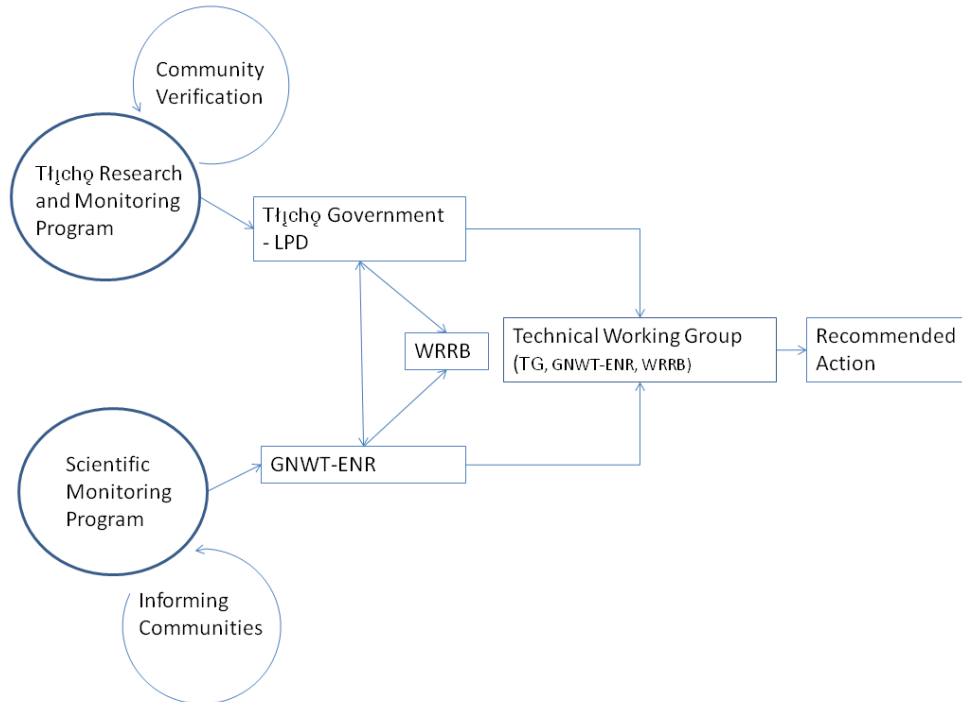 Community
Verification
Tłı̨chǫ Research
and Monitoring
Program
Tłı̨chǫ Government
- LPD
WRRB
Technical Working Group
(TG, GNWT-ENR, WRRB)
Recommended
Action
GNWT-ENR
Scientific
Monitoring
Program
Informing
Communities